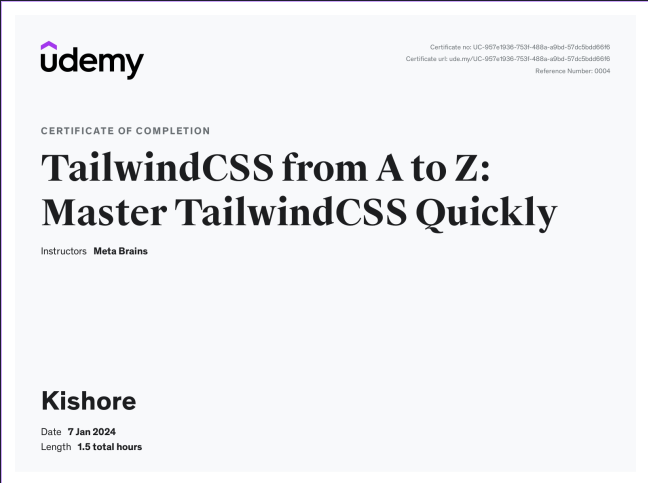 udemy
Certificate no: UC-957e1936-753f-488a-a9bd-57dc5bdd66f6
Certificate url: ude.my/UC-957e1936-753f-488a-a9bd-57dc5bdd66f6
Reference Number: 0004
CERTIFICATE OF COMPLETION
TailwindCSS from A to Z:
Master TailwindCSS Quickly
Instructors Meta Brains
Kishore
Date 7 Jan 2024
Length 1.5 total hours